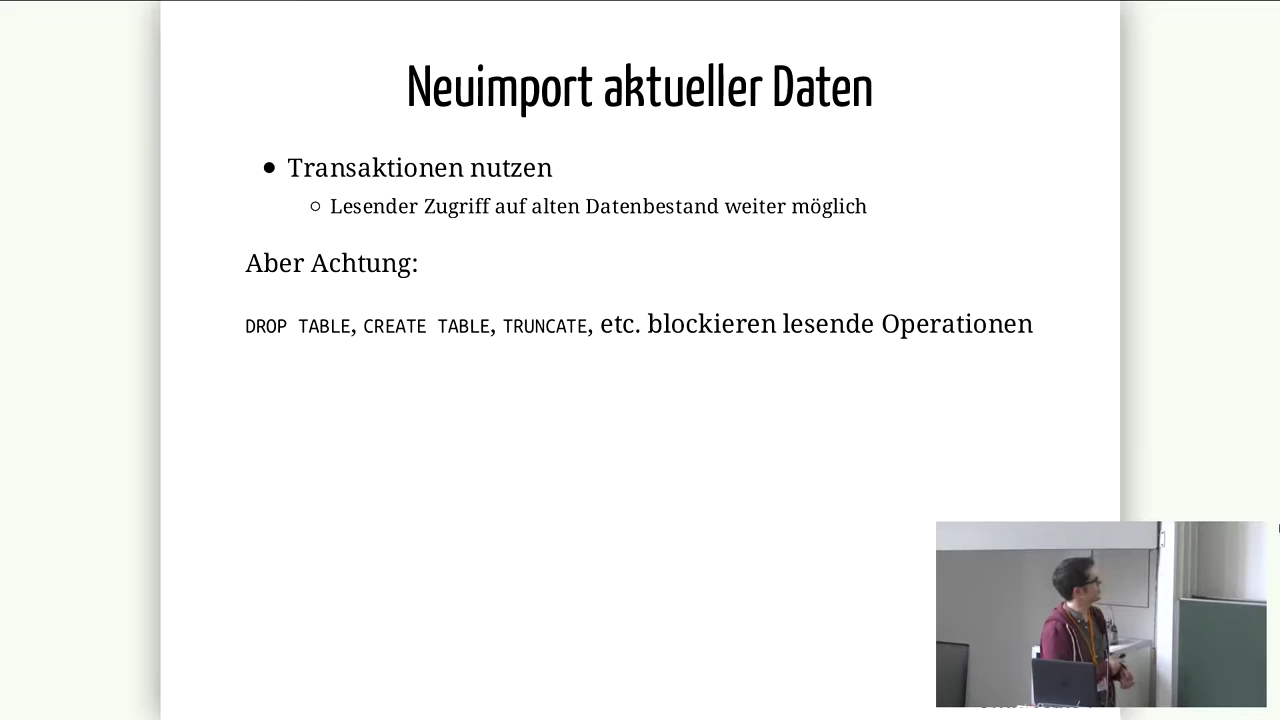 Neuimport aktueller Daten
Transaktionen nutzen
Lesender Zugriff auf alten Datenbestand weiter möglich
Aber Achtung:
DROP TABLE, CREATE TABLE, TRUNCATE, etc. blockieren lesende Operationen